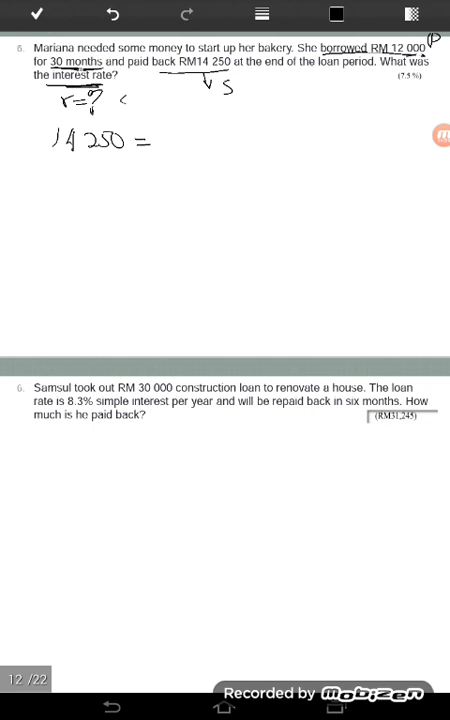 5. Mariana needed some money to start up her bakery. She borrowed RM 12 000 (P)
for 30 months and paid back RM14 250 at the end of the loan period. What was
the interest rate? (7.5%)
r = ? S
14 250 =
6. Samsul took out RM 30 000 construction loan to renovate a house. The loan
rate is 8.3% simple interest per year and will be repaid back in six months. How
much is he paid back? (RM31,245)
12 /22
Recorded by Mobizen